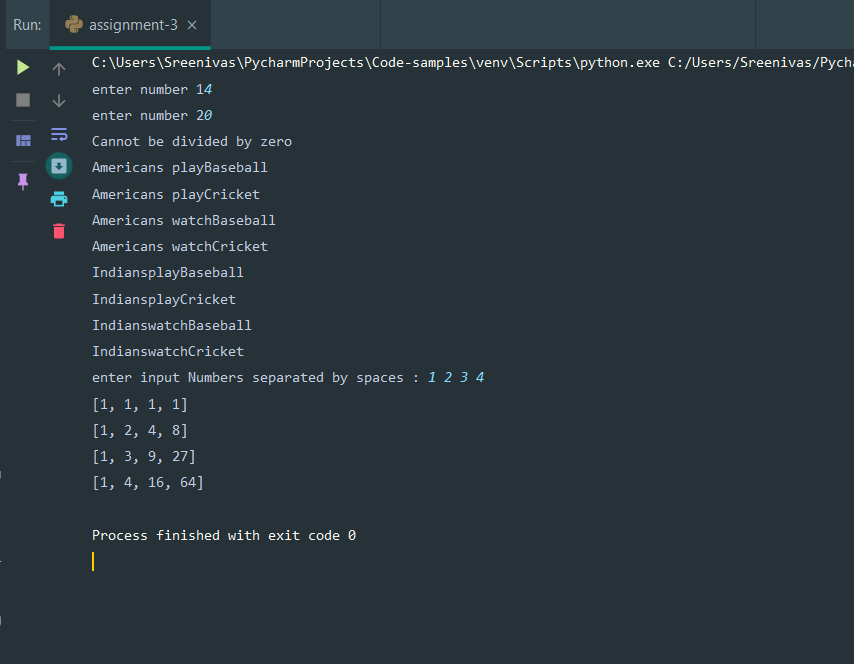 Run: assignment-3
C:\Users\Sreenivas\PycharmProjects\Code-samples\venv\Scripts\python.exe C:/Users/Sreenivas/Pycha
enter number 14
enter number 20
Cannot be divided by zero
Americans playBaseball
Americans playCricket
Americans watchBaseball
Americans watchCricket
IndiansplayBaseball
IndiansplayCricket
IndianswatchBaseball
IndianswatchCricket
enter input Numbers separated by spaces : 1 2 3 4
[1, 1, 1, 1]
[1, 2, 4, 8]
[1, 3, 9, 27]
[1, 4, 16, 64]
Process finished with exit code 0